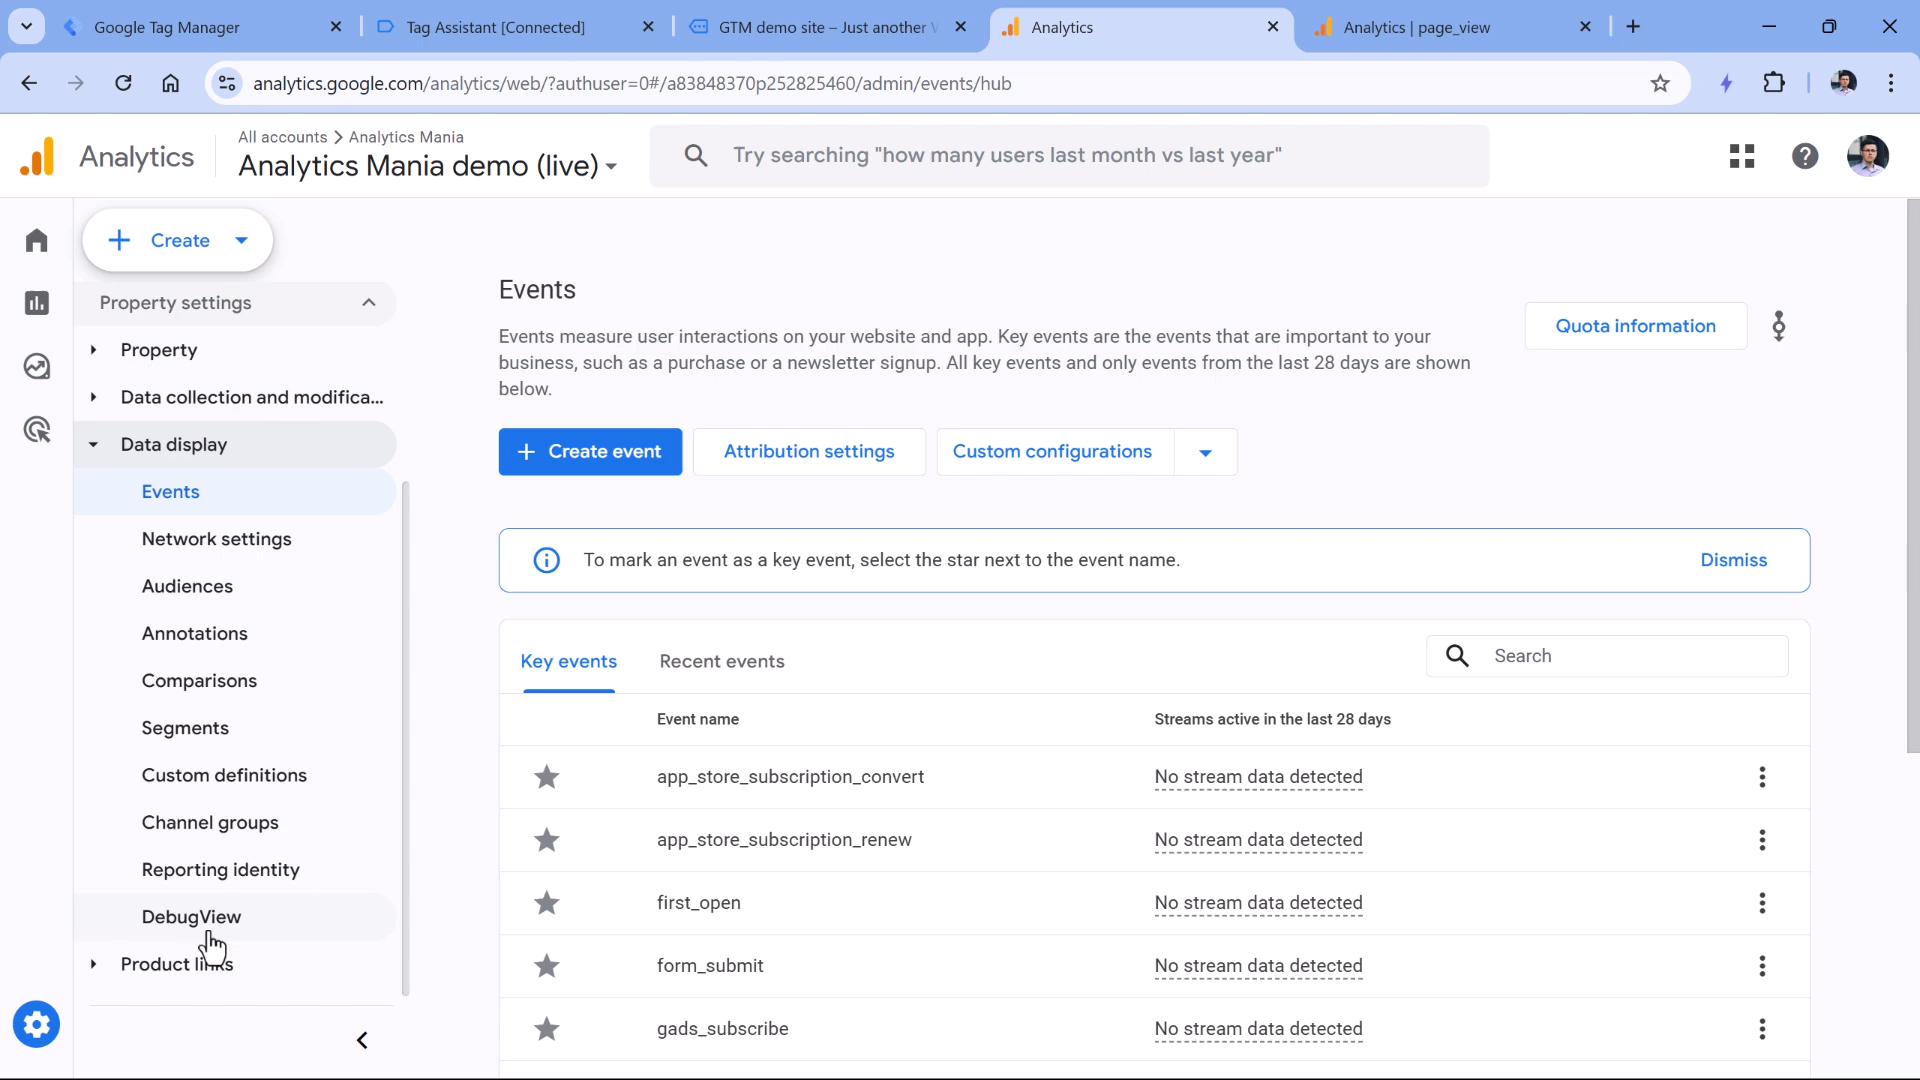 Google Tag Manager
Tag Assistant [Connected]
GTM demo site – Just another
Analytics
Analytics | page_view
analytics.google.com/analytics/web/?authuser=0#/a83848370p252825460/admin/events/hub
Analytics
All accounts > Analytics Mania
Analytics Mania demo (live)
Try searching "how many users last month vs last year"
Create
Property settings
Property
Data collection and modifica...
Data display
Events
Network settings
Audiences
Annotations
Comparisons
Segments
Custom definitions
Channel groups
Reporting identity
DebugView
Product links
Events
Events measure user interactions on your website and app. Key events are the events that are important to your
business, such as a purchase or a newsletter signup. All key events and only events from the last 28 days are shown
below.
Quota information
Create event
Attribution settings
Custom configurations
To mark an event as a key event, select the star next to the event name.
Dismiss
Key events
Recent events
Search
Event name
Streams active in the last 28 days
app_store_subscription_convert
No stream data detected
app_store_subscription_renew
No stream data detected
first_open
No stream data detected
form_submit
No stream data detected
gads_subscribe
No stream data detected